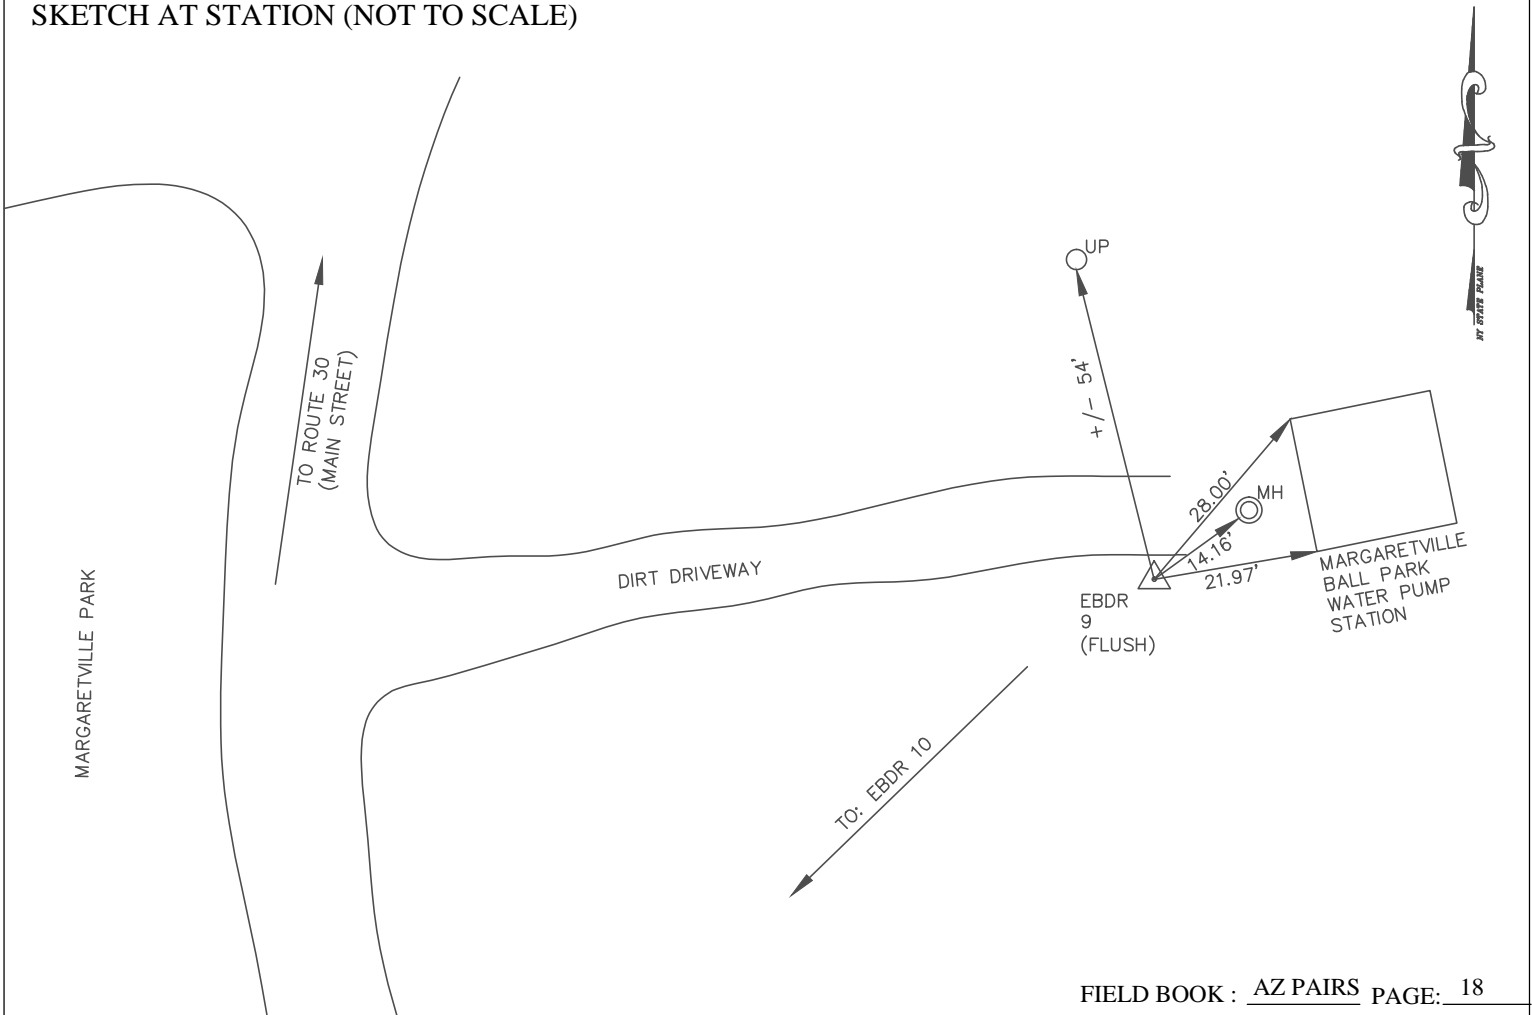 SKETCH AT STATION (NOT TO SCALE)
NY STATE PLANE
UP
+/- 54'
TO ROUTE 30
(MAIN STREET)
28.00'
MH
14.16'
21.97'
MARGARETVILLE
BALL PARK
WATER PUMP
STATION
DIRT DRIVEWAY
EBDR
9
(FLUSH)
MARGARETVILLE PARK
TO: EBDR 10
FIELD BOOK : AZ PAIRS PAGE: 18